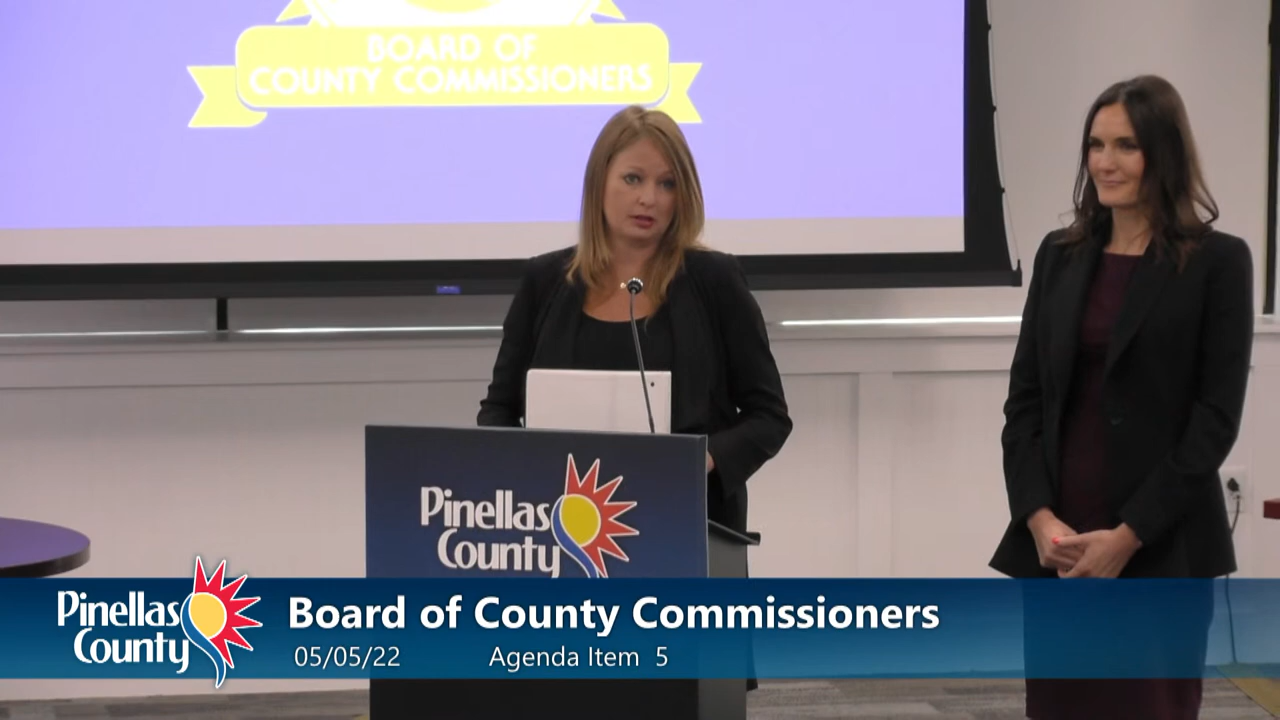 BOARD OF
COUNTY COMMISSIONERS
Pinellas
County
Pinellas
County
Board of County Commissioners
05/05/22 Agenda Item 5